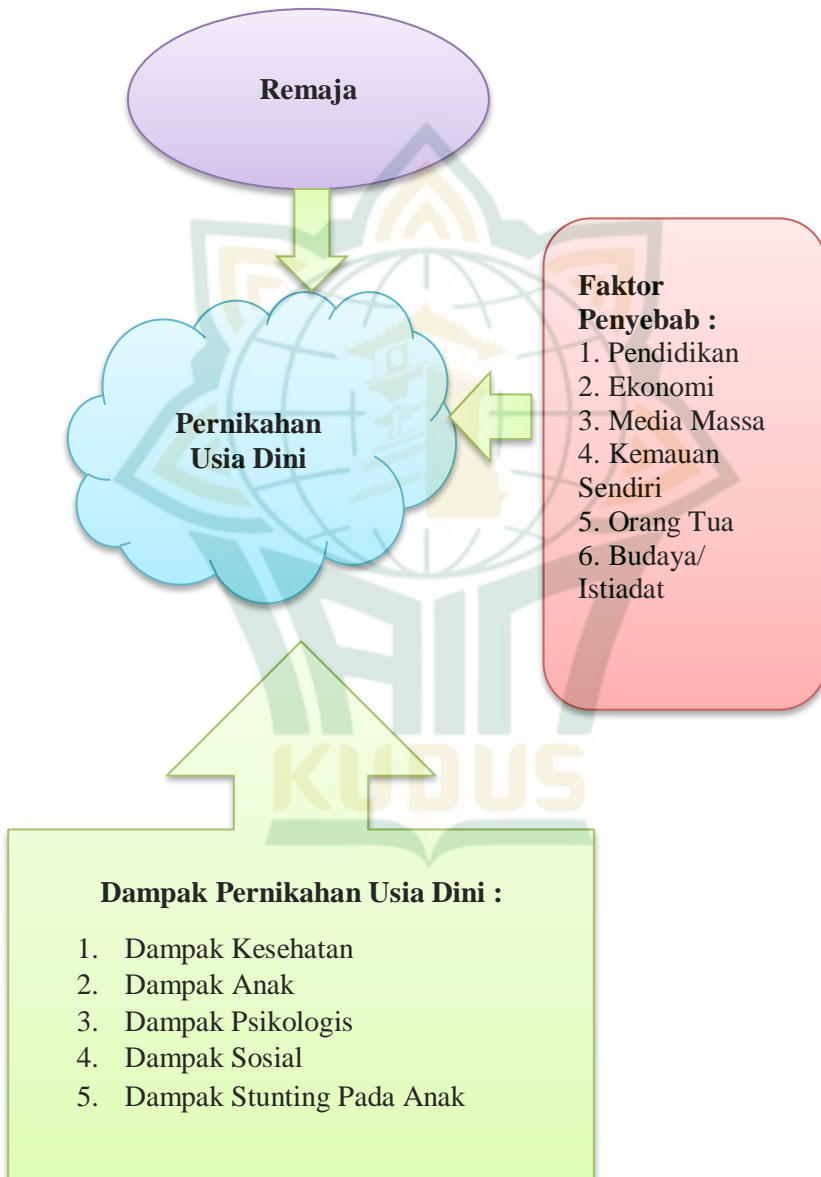 Remaja
Faktor
Penyebab :
1. Pendidikan
2. Ekonomi
3. Media Massa
4. Kemauan
Sendiri
5. Orang Tua
6. Budaya/
Istiadat
Pernikahan
Usia Dini
IAIN
KUDUS
Dampak Pernikahan Usia Dini :
1. Dampak Kesehatan
2. Dampak Anak
3. Dampak Psikologis
4. Dampak Sosial
5. Dampak Stunting Pada Anak